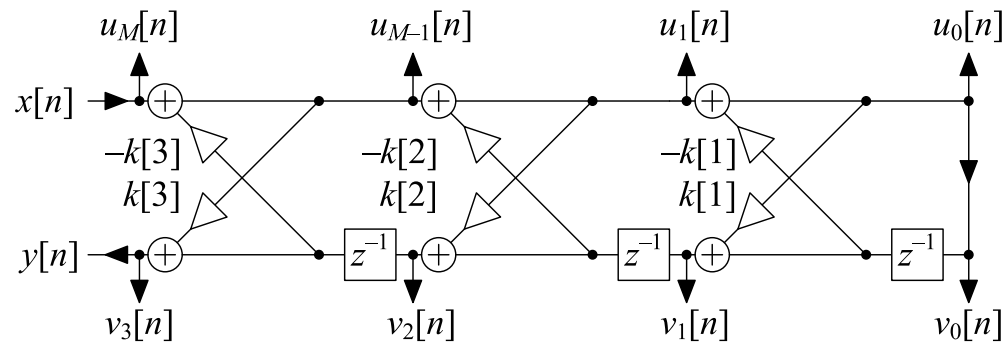 u_M[n] u_{M-1}[n] u_1[n] u_0[n]
x[n] + + +
-k[3] -k[2] -k[1]
k[3] k[2] k[1]
y[n] + z^{-1} + z^{-1} + z^{-1}
v_3[n] v_2[n] v_1[n] v_0[n]